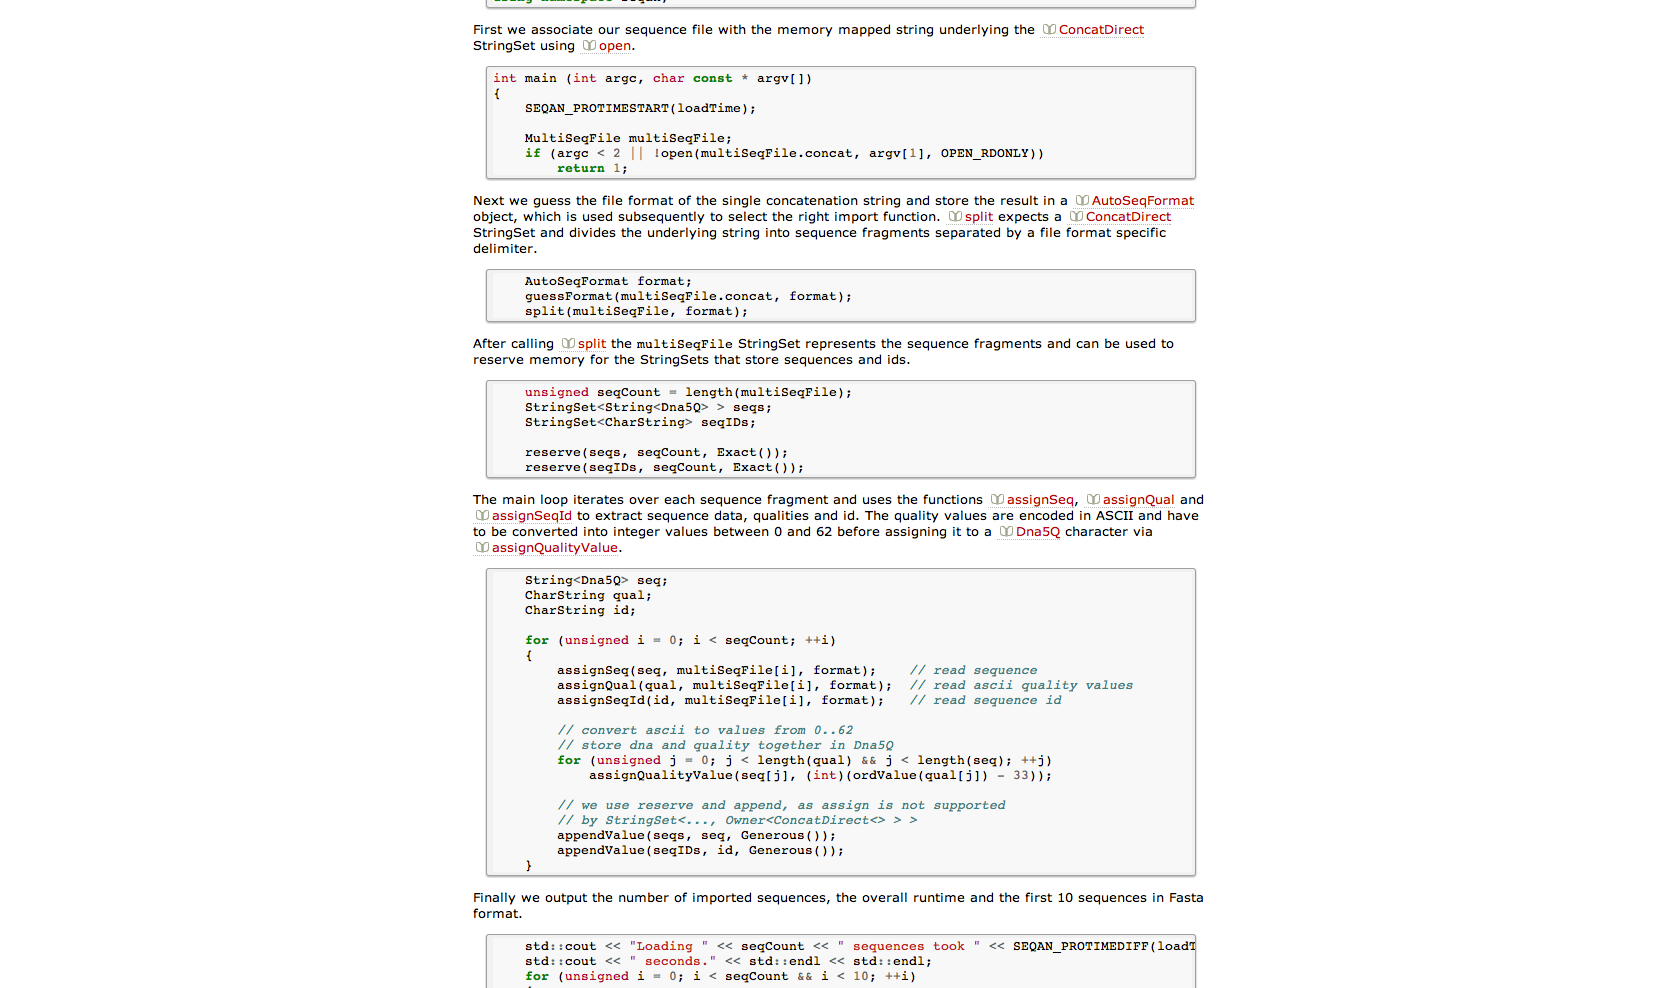 First we associate our sequence file with the memory mapped string underlying the ConcatDirect
StringSet using open.
int main (int argc, char const * argv[])
{
    SEQAN_PROTIMESTART(loadTime);
    MultiSeqFile multiSeqFile;
    if (argc < 2 || !open(multiSeqFile.concat, argv[1], OPEN_RDONLY))
        return 1;
Next we guess the file format of the single concatenation string and store the result in a AutoSeqFormat
object, which is used subsequently to select the right import function. split expects a ConcatDirect
StringSet and divides the underlying string into sequence fragments separated by a file format specific
delimiter.
    AutoSeqFormat format;
    guessFormat(multiSeqFile.concat, format);
    split(multiSeqFile, format);
After calling split the multiSeqFile StringSet represents the sequence fragments and can be used to
reserve memory for the StringSets that store sequences and ids.
    unsigned seqCount = length(multiSeqFile);
    StringSet<String<Dna5Q> > seqs;
    StringSet<CharString> seqIDs;
    reserve(seqs, seqCount, Exact());
    reserve(seqIDs, seqCount, Exact());
The main loop iterates over each sequence fragment and uses the functions assignSeq, assignQual and
assignSeqId to extract sequence data, qualities and id. The quality values are encoded in ASCII and have
to be converted into integer values between 0 and 62 before assigning it to a Dna5Q character via
assignQualityValue.
    String<Dna5Q> seq;
    CharString qual;
    CharString id;
    for (unsigned i = 0; i < seqCount; ++i)
    {
        assignSeq(seq, multiSeqFile[i], format);    // read sequence
        assignQual(qual, multiSeqFile[i], format);  // read ascii quality values
        assignSeqId(id, multiSeqFile[i], format);   // read sequence id
        // convert ascii to values from 0..62
        // store dna and quality together in Dna5Q
        for (unsigned j = 0; j < length(qual) && j < length(seq); ++j)
            assignQualityValue(seq[j], (int)(ordValue(qual[j]) - 33));
        // we use reserve and append, as assign is not supported
        // by StringSet<..., Owner<ConcatDirect<> > >
        appendValue(seqs, seq, Generous());
        appendValue(seqIDs, id, Generous());
    }
Finally we output the number of imported sequences, the overall runtime and the first 10 sequences in Fasta
format.
    std::cout << "Loading " << seqCount << " sequences took " << SEQAN_PROTIMEDIFF(loadT
    std::cout << " seconds." << std::endl << std::endl;
    for (unsigned i = 0; i < seqCount && i < 10; ++i)